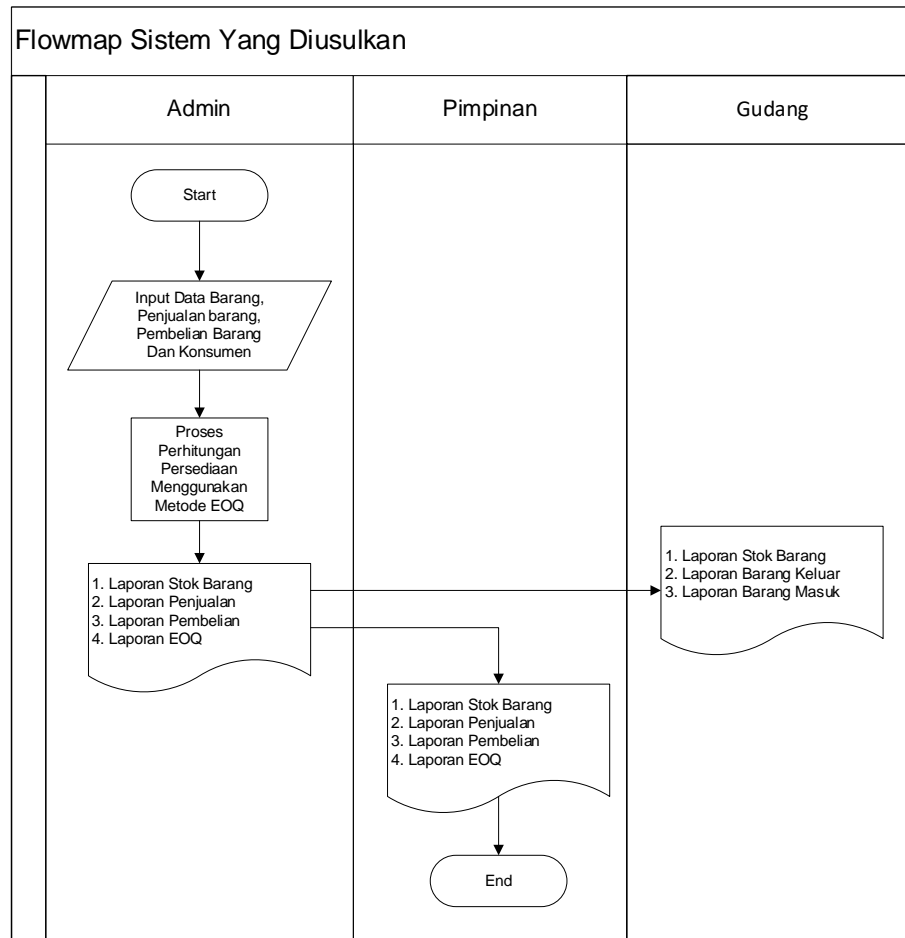 Flowmap Sistem Yang Diusulkan
Admin
Pimpinan
Gudang
Start
Input Data Barang,
Penjualan barang,
Pembelian Barang
Dan Konsumen
Proses
Perhitungan
Persediaan
Menggunakan
Metode EOQ
1. Laporan Stok Barang
2. Laporan Penjualan
3. Laporan Pembelian
4. Laporan EOQ
1. Laporan Stok Barang
2. Laporan Barang Keluar
3. Laporan Barang Masuk
1. Laporan Stok Barang
2. Laporan Penjualan
3. Laporan Pembelian
4. Laporan EOQ
End